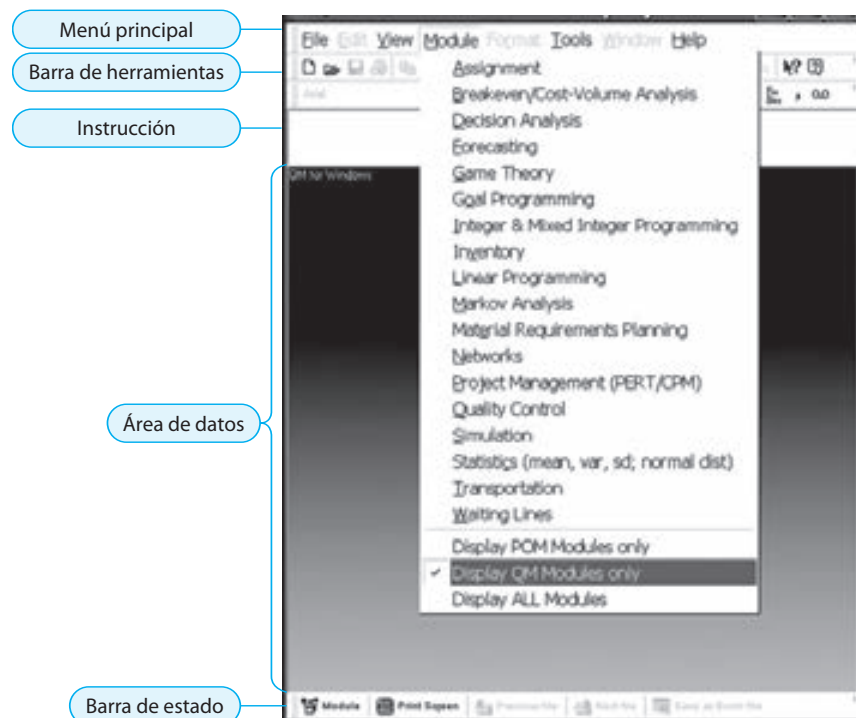 Menú principal
File Edit View Module Format Tools Window Help
Barra de herramientas
Assignment
Breakeven/Cost-Volume Analysis
Instrucción
Decision Analysis
Forecasting
QM for Windows
Game Theory
Goal Programming
Integer & Mixed Integer Programming
Inventory
Linear Programming
Markov Analysis
Material Requirements Planning
Networks
Project Management (PERT/CPM)
Área de datos
Quality Control
Simulation
Statistics (mean, var, sd; normal dist)
Transportation
Waiting Lines
Display POM Modules only
Display QM Modules only
Display ALL Modules
Barra de estado
Module Print Screen